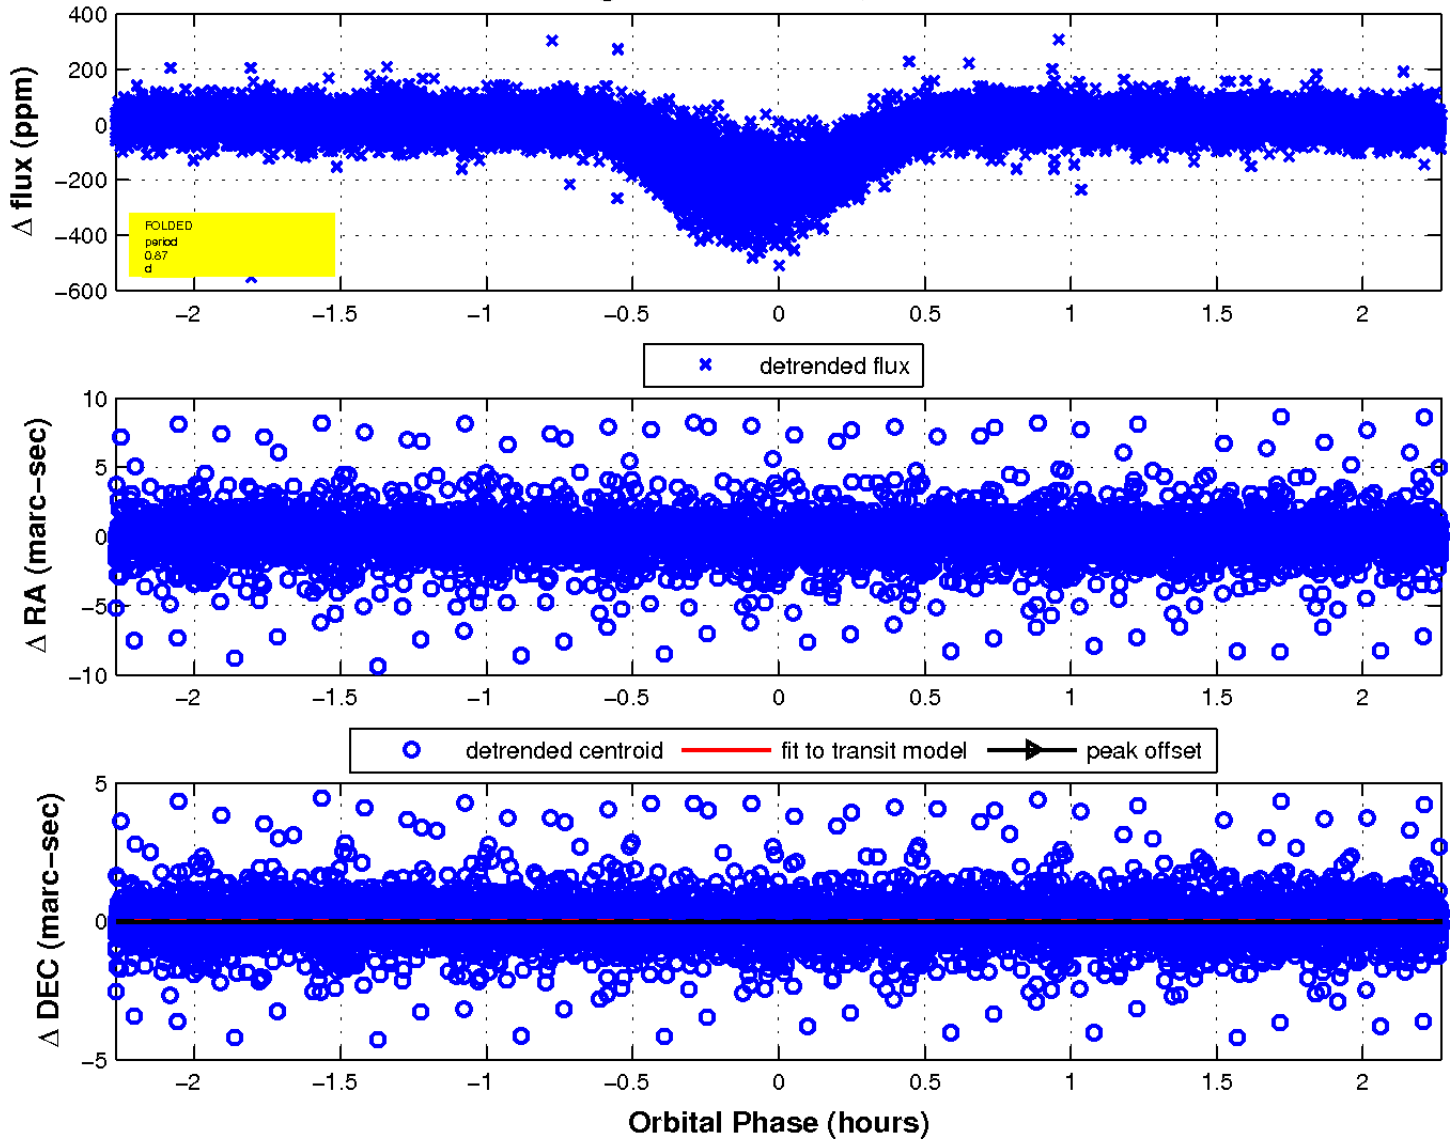 400
200
0
−200
−400
−600
Δ flux (ppm)
FOLDED
period
0.87
d
−2 −1.5 −1 −0.5 0 0.5 1 1.5 2
detrended flux
10
5
0
−5
−10
Δ RA (marc−sec)
−2 −1.5 −1 −0.5 0 0.5 1 1.5 2
detrended centroid fit to transit model peak offset
5
0
−5
Δ DEC (marc−sec)
−2 −1.5 −1 −0.5 0 0.5 1 1.5 2
Orbital Phase (hours)